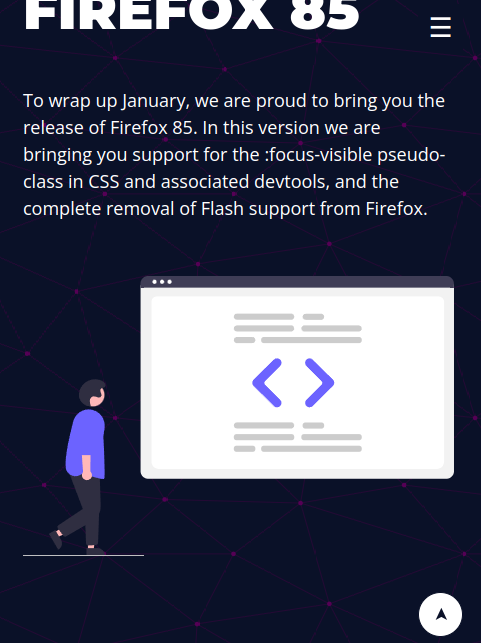 FIREFOX 85
To wrap up January, we are proud to bring you the
release of Firefox 85. In this version we are
bringing you support for the :focus-visible pseudo-
class in CSS and associated devtools, and the
complete removal of Flash support from Firefox.